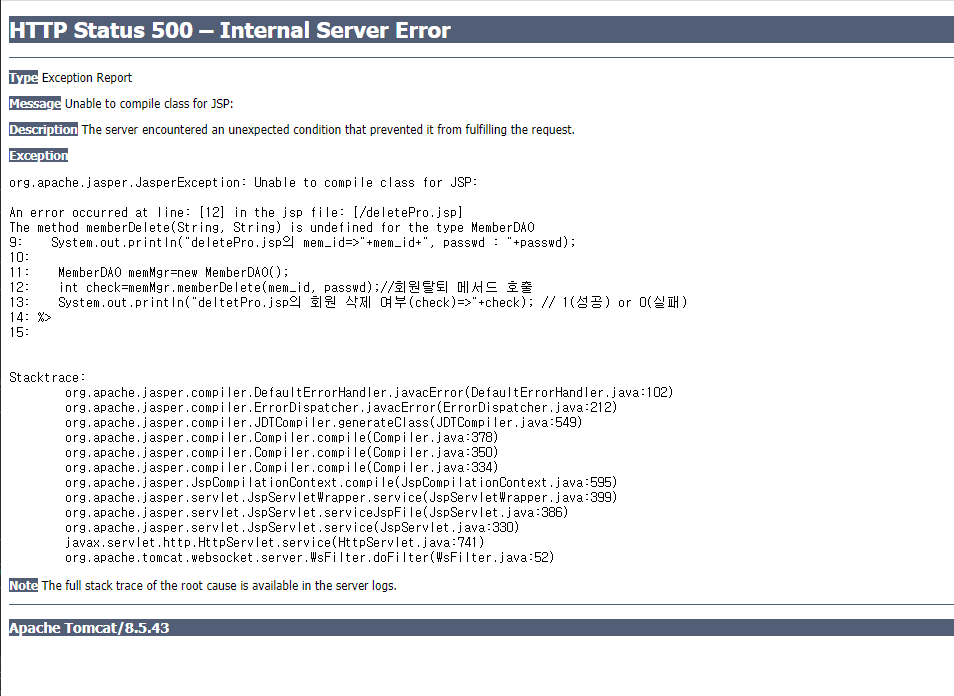 HTTP Status 500 – Internal Server Error
Type Exception Report
Message Unable to compile class for JSP:
Description The server encountered an unexpected condition that prevented it from fulfilling the request.
Exception
org.apache.jasper.JasperException: Unable to compile class for JSP:
An error occurred at line: [12] in the jsp file: [/deletePro.jsp]
The method memberDelete(String, String) is undefined for the type MemberDAO
9:    System.out.println("deletePro.jsp의 mem_id=>"+mem_id+", passwd : "+passwd);
10:
11:    MemberDAO memMgr=new MemberDAO();
12:    int check=memMgr.memberDelete(mem_id, passwd);//회원탈퇴 메서드 호출
13:    System.out.println("deltetPro.jsp의 회원 삭제 여부(check)=>"+check); // 1(성공) or 0(실패)
14: %>
15:
Stacktrace:
org.apache.jasper.compiler.DefaultErrorHandler.javacError(DefaultErrorHandler.java:102)
org.apache.jasper.compiler.ErrorDispatcher.javacError(ErrorDispatcher.java:212)
org.apache.jasper.compiler.JDTCompiler.generateClass(JDTCompiler.java:549)
org.apache.jasper.compiler.Compiler.compile(Compiler.java:378)
org.apache.jasper.compiler.Compiler.compile(Compiler.java:350)
org.apache.jasper.compiler.Compiler.compile(Compiler.java:334)
org.apache.jasper.JspCompilationContext.compile(JspCompilationContext.java:595)
org.apache.jasper.servlet.JspServletWrapper.service(JspServletWrapper.java:399)
org.apache.jasper.servlet.JspServlet.serviceJspFile(JspServlet.java:386)
org.apache.jasper.servlet.JspServlet.service(JspServlet.java:330)
javax.servlet.http.HttpServlet.service(HttpServlet.java:741)
org.apache.tomcat.websocket.server.WsFilter.doFilter(WsFilter.java:52)
Note The full stack trace of the root cause is available in the server logs.
Apache Tomcat/8.5.43